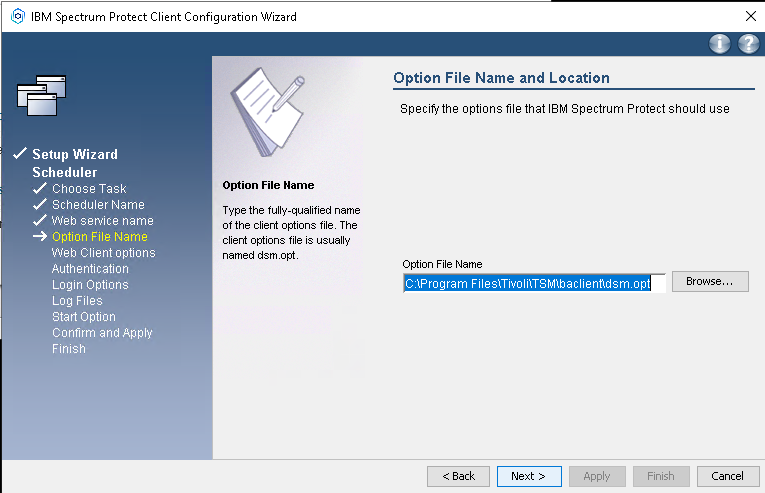 IBM Spectrum Protect Client Configuration Wizard
Setup Wizard
Scheduler
Choose Task
Scheduler Name
Web service name
Option File Name
Web Client options
Authentication
Login Options
Log Files
Start Option
Confirm and Apply
Finish
Option File Name
Type the fully-qualified name
of the client options file. The
client options file is usually
named dsm.opt.
Option File Name and Location
Specify the options file that IBM Spectrum Protect should use
Option File Name
C:\Program Files\Tivoli\TSM\baclient\dsm.opt
Browse...
< Back
Next >
Apply
Finish
Cancel